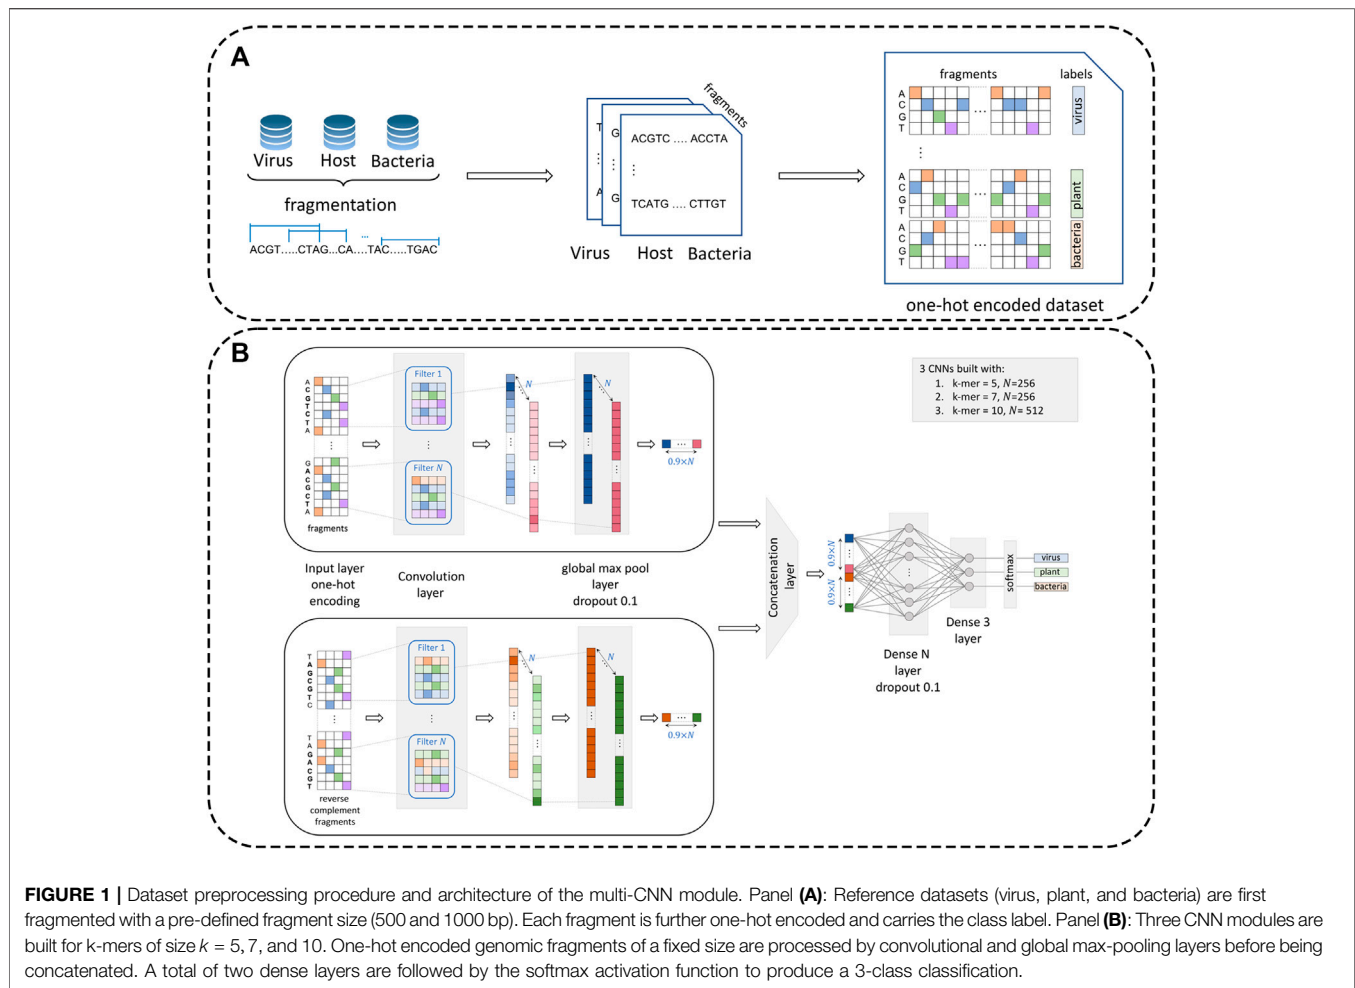 A
Virus Host Bacteria
fragmentation
...
ACGT.....CTAG...CA....TAC.....TGAC
fragments
T
G
ACGTC .... ACCTA
⋮
A
G
TCATG .... CTTGT
Virus Host Bacteria
fragments labels
A
C
G
T
...
virus
⋮
A
C
G
T
...
plant
A
C
G
T
...
bacteria
one-hot encoded dataset
B
A
C
G
T
C
T
A
⋮
G
A
C
G
C
T
A
fragments
Filter 1
⋮
Filter N
N
N
0.9×N
Input layer
one-hot
encoding
Convolution
layer
global max pool
layer
dropout 0.1
3 CNNs built with:
1. k-mer = 5, N=256
2. k-mer = 7, N=256
3. k-mer = 10, N= 512
T
A
G
C
G
T
C
⋮
T
A
G
A
C
G
T
reverse
complement
fragments
Filter 1
⋮
Filter N
N
N
0.9×N
Concatenation
layer
0.9×N
0.9×N
Dense N
layer
dropout 0.1
Dense 3
layer
softmax
virus
plant
bacteria
FIGURE 1 | Dataset preprocessing procedure and architecture of the multi-CNN module. Panel (A): Reference datasets (virus, plant, and bacteria) are first
fragmented with a pre-defined fragment size (500 and 1000 bp). Each fragment is further one-hot encoded and carries the class label. Panel (B): Three CNN modules are
built for k-mers of size k = 5, 7, and 10. One-hot encoded genomic fragments of a fixed size are processed by convolutional and global max-pooling layers before being
concatenated. A total of two dense layers are followed by the softmax activation function to produce a 3-class classification.